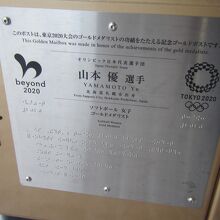 このポストは、東京2020大会のゴールドメダリストの功績をたたえる記念ゴールドポストです。
This Golden Mailbox was made in honor of the achievements of the gold medalists.
beyond
2020
オリンピック日本代表選手団
山本 優 選手
YAMAMOTO Yu
TOKYO 2020
ソフトボール 女子
ゴールドメダリスト